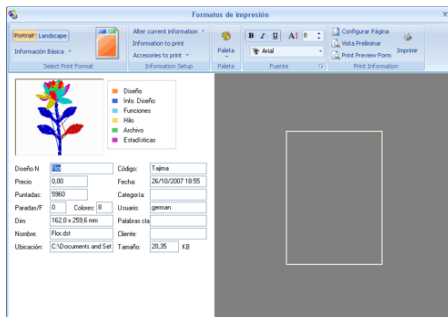 Formatos de impresión
Portrait Landscape
Información Básica
Select Print Format
Alter current information
Information to print
Accesories to print
Information Setup
Paleta
Paleta
B I U A 8
Arial
Fuente
Configurar Página
Vista Preliminar
Print Preview Form
Imprimir
Print Information
Diseño
Info. Diseño
Funciones
Hilo
Archivo
Estadísticas
Diseño N Flor Código: Tajima
Precio 0,00 Fecha: 26/10/2007 18:55
Puntadas: 5960 Categoría:
Paradas/F 0 Colores: 8 Usuario: german
Dim: 162,0 x 259,6 mm Palabras cla
Nombre: Flor.dst Cliente:
Ubicación: C:\Documents and Set Tamaño: 20,35 KB